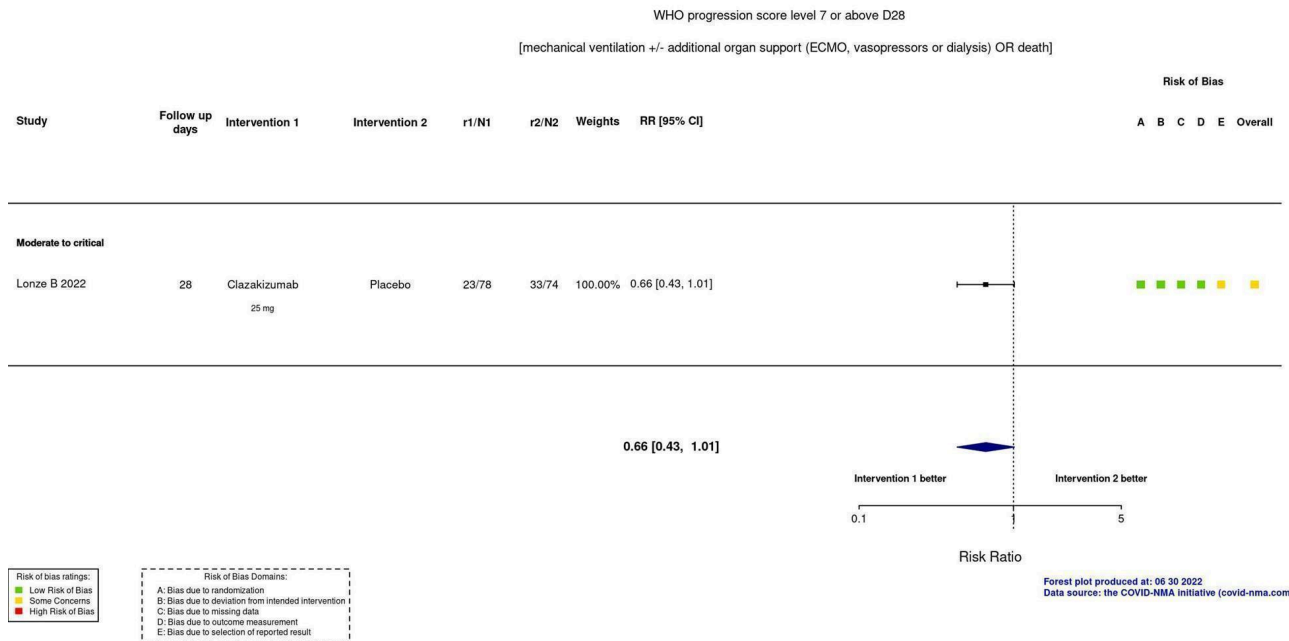 WHO progression score level 7 or above D28
[mechanical ventilation +/- additional organ support (ECMO, vasopressors or dialysis) OR death]
Risk of Bias
Study Follow up days Intervention 1 Intervention 2 r1/N1 r2/N2 Weights RR [95% CI] A B C D E Overall
Moderate to critical
Lonze B 2022 28 Clazakizumab Placebo 23/78 33/74 100.00% 0.66 [0.43, 1.01]
25 mg
0.66 [0.43, 1.01]
Intervention 1 better Intervention 2 better
0.1 1 5
Risk Ratio
Risk of bias ratings:
Low Risk of Bias
Some Concerns
High Risk of Bias
Risk of Bias Domains:
A: Bias due to randomization
B: Bias due to deviation from intended intervention
C: Bias due to missing data
D: Bias due to outcome measurement
E: Bias due to selection of reported result
Forest plot produced at: 06 30 2022
Data source: the COVID-NMA initiative (covid-nma.com